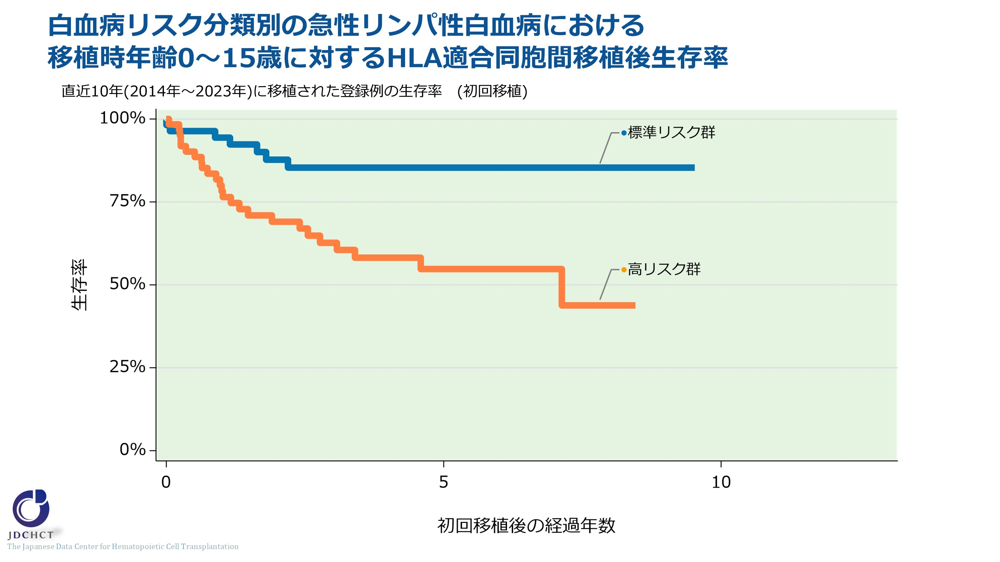 白血病リスク分類別の急性リンパ性白血病における
移植時年齢0～15歳に対するHLA適合同胞間移植後生存率
直近10年(2014年～2023年)に移植された登録例の生存率　(初回移植)
100%
75%
50%
25%
0%
生存率
標準リスク群
高リスク群
0
5
10
初回移植後の経過年数
JDCHCT
The Japanese Data Center for Hematopoietic Cell Transplantation